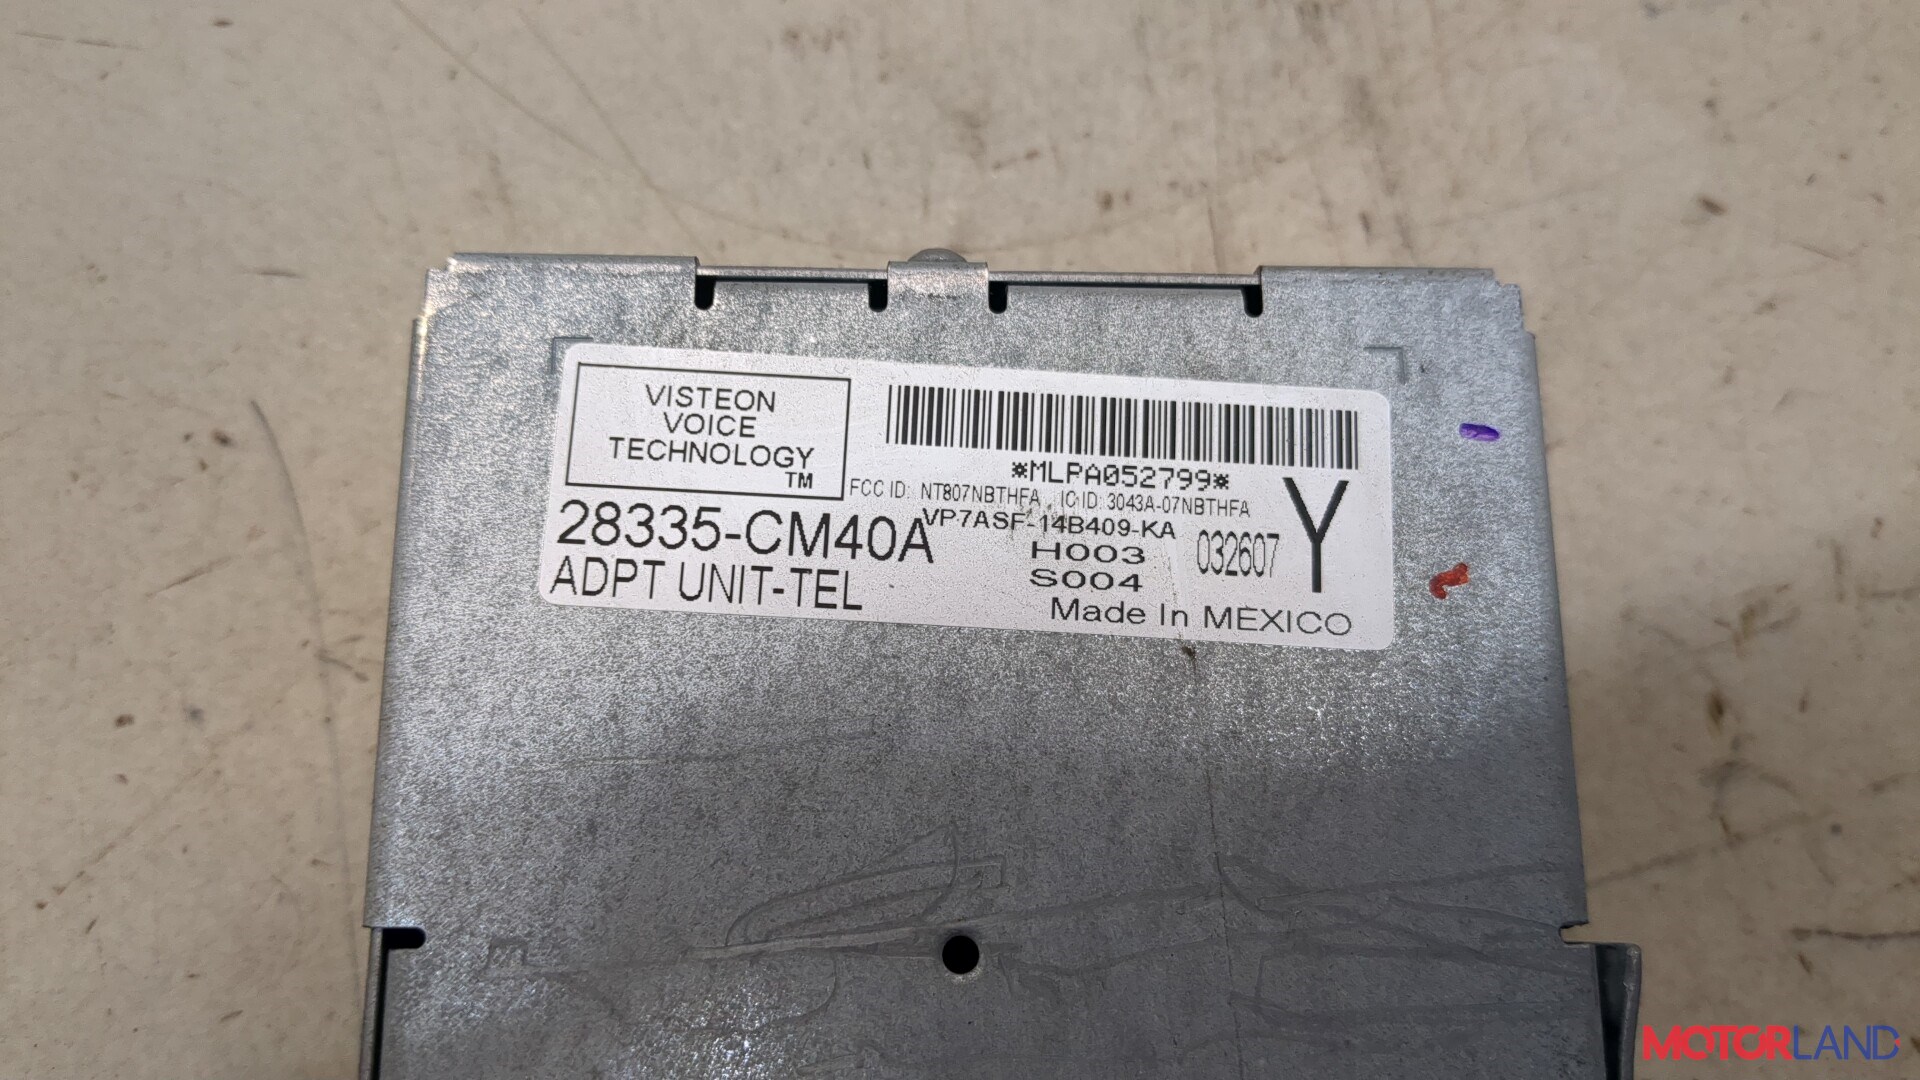 VISTEON
VOICE
TECHNOLOGY
TM
*MLPA052799*
FCC ID: NT807NBTHFA IC ID: 3043A-07NBTHFA
28335-CM40A
VP7ASF-14B409-KA
ADPT UNIT-TEL
H003
S004
032607
Y
Made In MEXICO
MOTORLAND